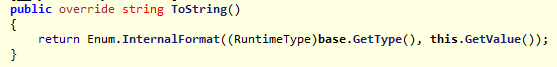 public override string ToString()
{
return Enum.InternalFormat((RuntimeType)base.GetType(), this.GetValue());
}